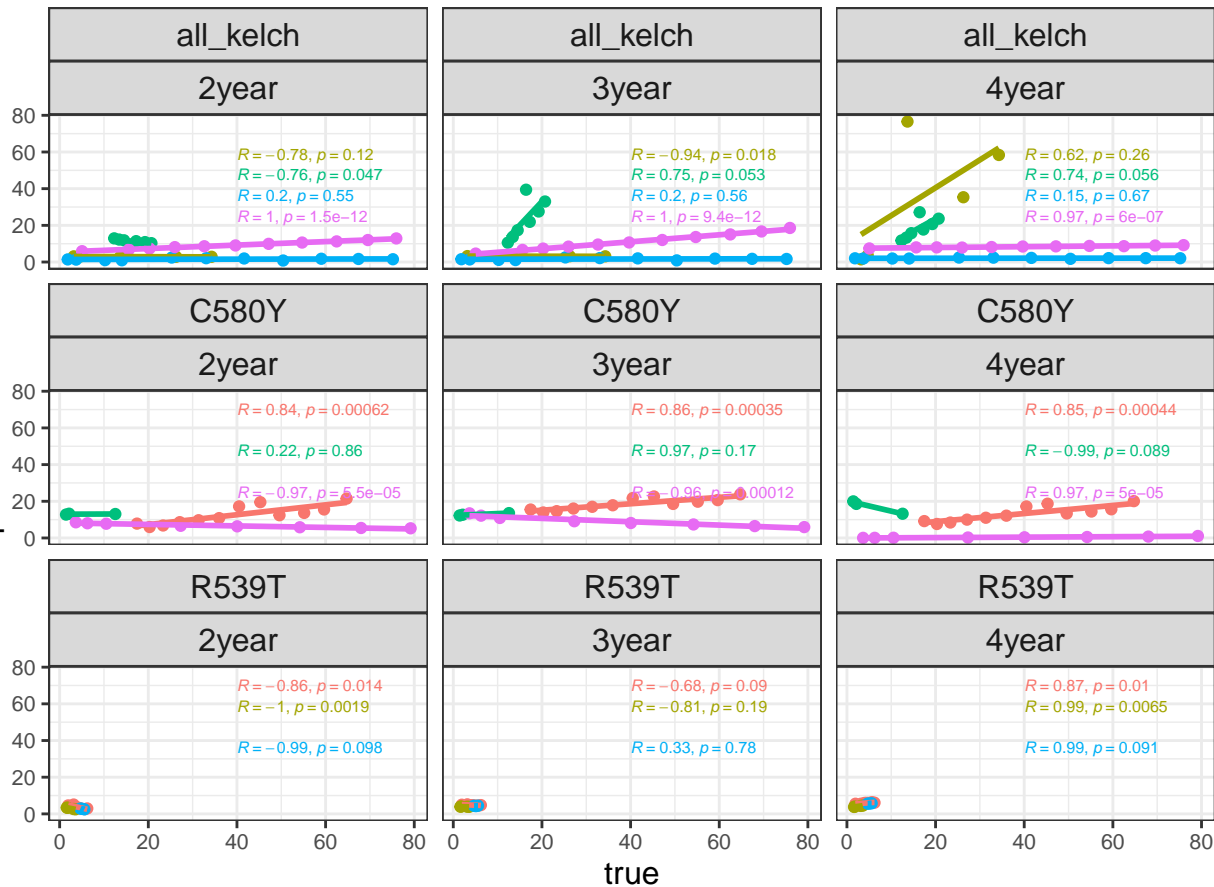 all_kelch all_kelch all_kelch
2year 3year 4year
80
60
40
20
0
R = −0.78, p = 0.12
R = −0.76, p = 0.047
R = 0.2, p = 0.55
R = 1, p = 1.5e−12
R = −0.94, p = 0.018
R = 0.75, p = 0.053
R = 0.2, p = 0.56
R = 1, p = 9.4e−12
R = 0.62, p = 0.26
R = 0.74, p = 0.056
R = 0.15, p = 0.67
R = 0.97, p = 6e−07
C580Y C580Y C580Y
2year 3year 4year
80
60
40
20
0
R = 0.84, p = 0.00062
R = 0.22, p = 0.86
R = −0.97, p = 5.5e−05
R = 0.86, p = 0.00035
R = 0.97, p = 0.17
R = −0.96, p = 0.00012
R = 0.85, p = 0.00044
R = −0.99, p = 0.089
R = 0.97, p = 5e−05
R539T R539T R539T
2year 3year 4year
80
60
40
20
0
R = −0.86, p = 0.014
R = −1, p = 0.0019
R = −0.99, p = 0.098
R = −0.68, p = 0.09
R = −0.81, p = 0.19
R = 0.33, p = 0.78
R = 0.87, p = 0.01
R = 0.99, p = 0.0065
R = 0.99, p = 0.091
0 20 40 60 80 0 20 40 60 80 0 20 40 60 80
true